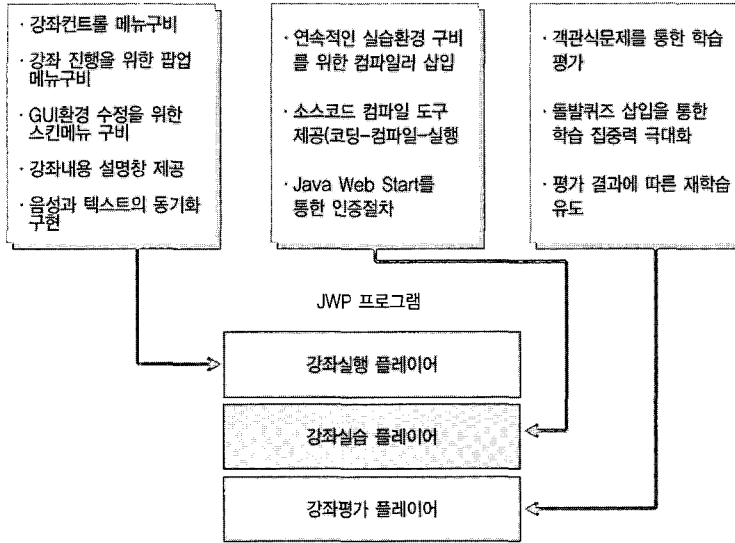 · 강좌컨트롤 메뉴구비
· 강좌 진행을 위한 팝업
메뉴구비
· GUI환경 수정을 위한
스킨메뉴 구비
· 강좌내용 설명창 제공
· 음성과 텍스트의 동기화
구현
· 연속적인 실습환경 구비
를 위한 컴파일러 삽입
· 소스코드 컴파일 도구
제공(코딩-컴파일-실행
· Java Web Start를
통한 인증절차
· 객관식문제를 통한 학습
평가
· 돌발퀴즈 삽입을 통한
학습 집중력 극대화
· 평가 결과에 따른 재학습
유도
JWP 프로그램
강좌실행 플레이어
강좌실습 플레이어
강좌평가 플레이어